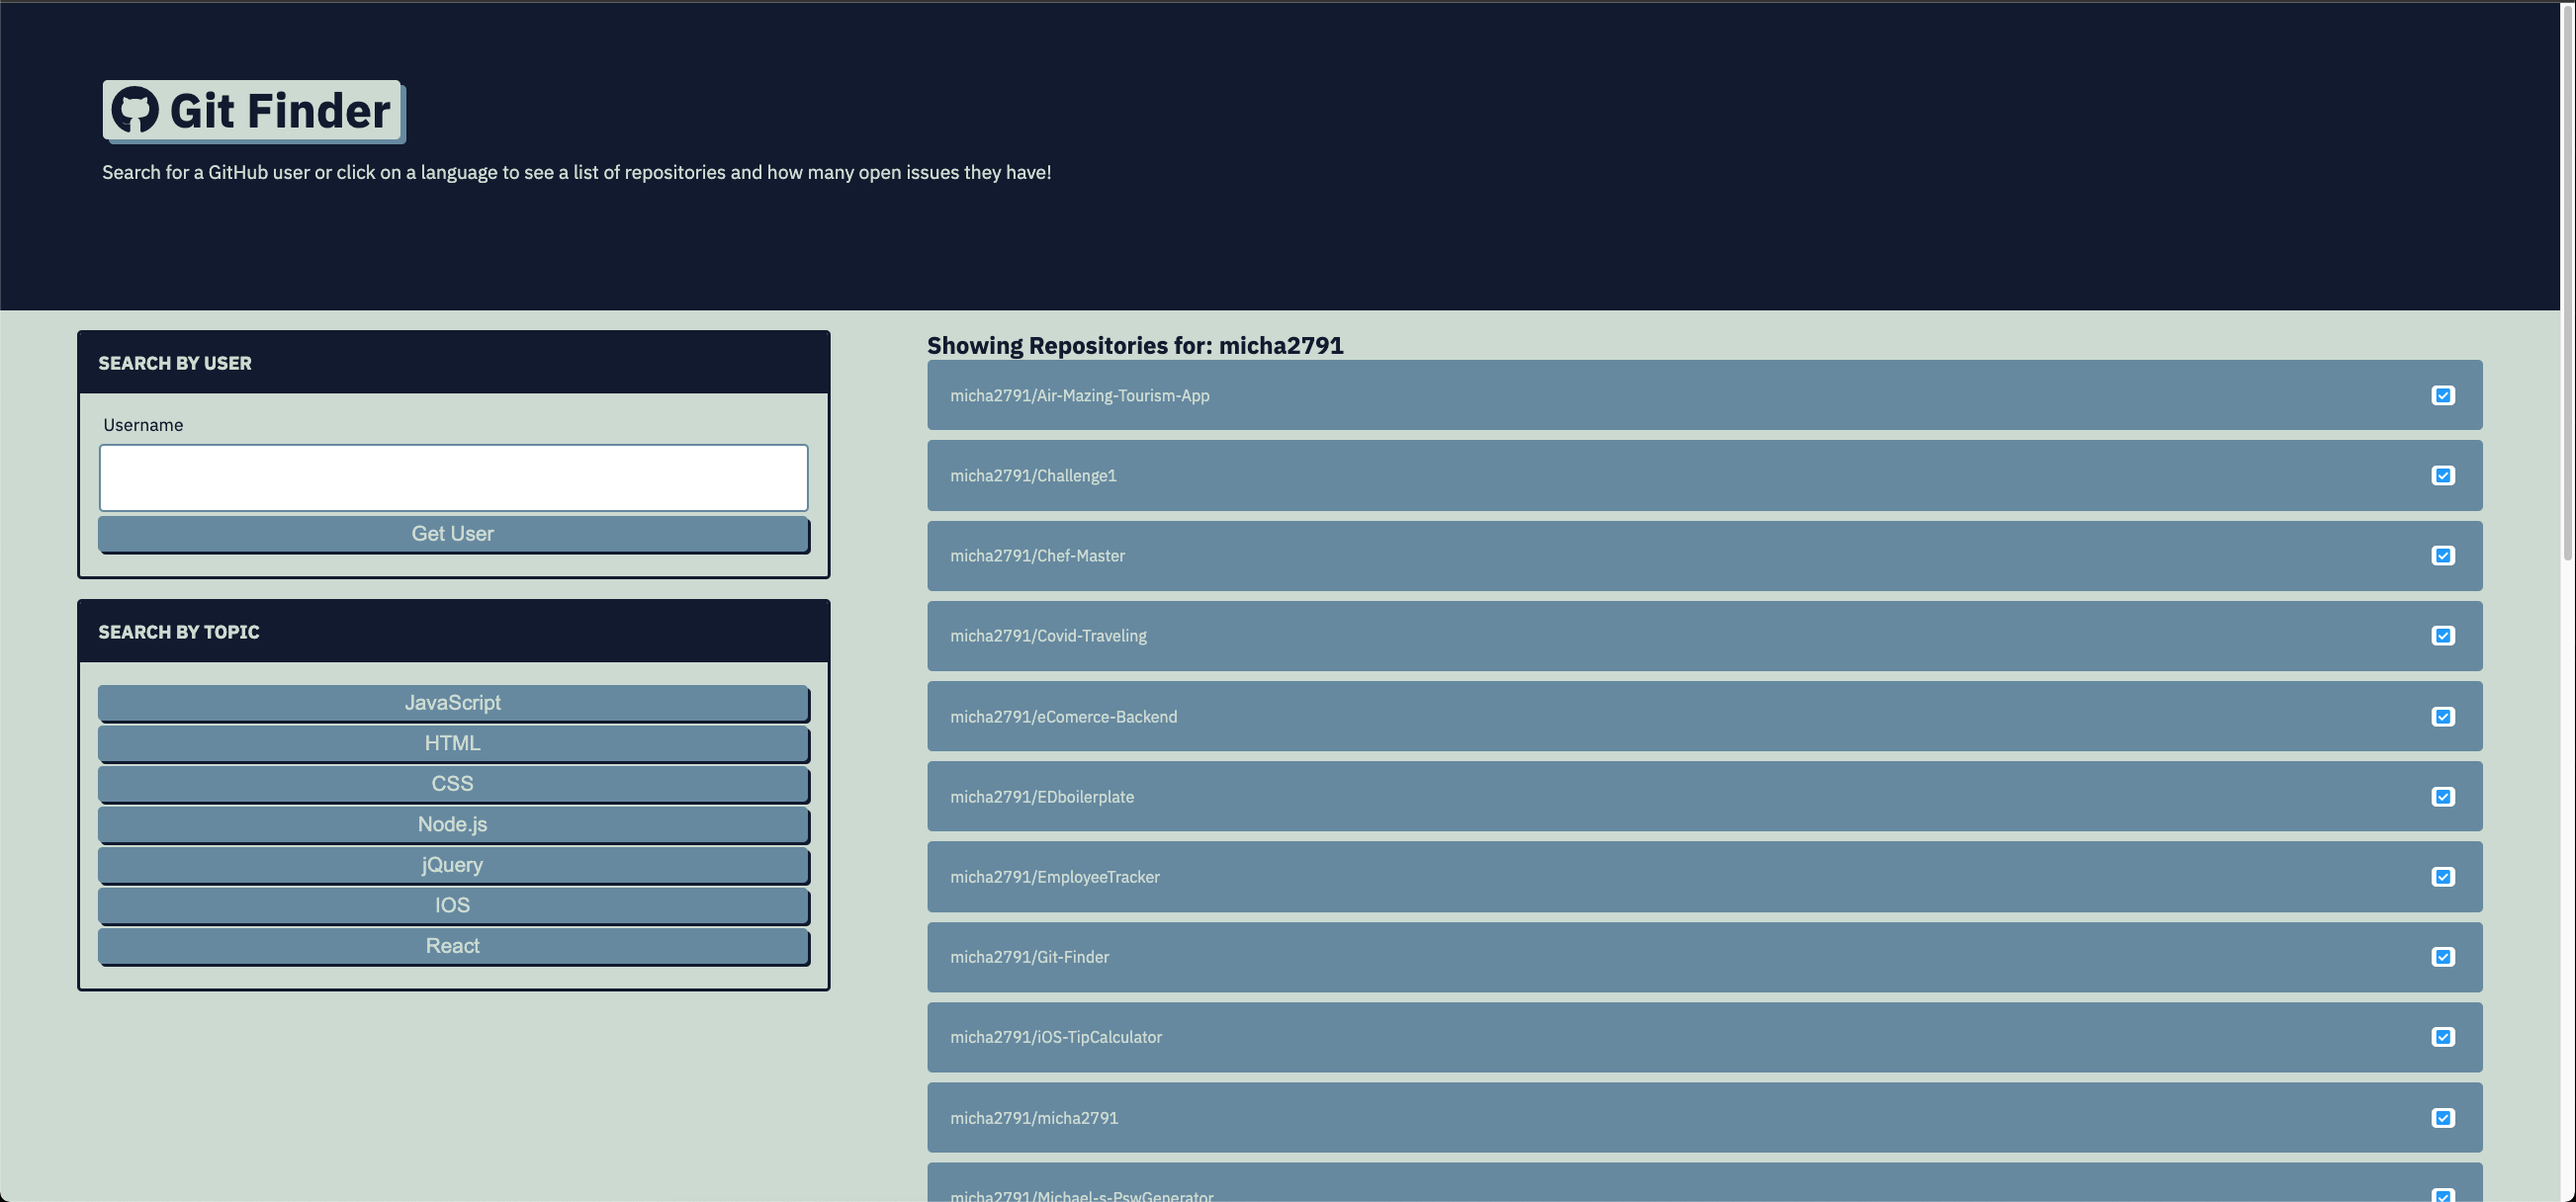 Git Finder
Search for a GitHub user or click on a language to see a list of repositories and how many open issues they have!
SEARCH BY USER
Username
Get User
SEARCH BY TOPIC
JavaScript
HTML
CSS
Node.js
jQuery
IOS
React
Showing Repositories for: micha2791
micha2791/Air-Mazing-Tourism-App
micha2791/Challenge1
micha2791/Chef-Master
micha2791/Covid-Traveling
micha2791/eComerce-Backend
micha2791/EDboilerplate
micha2791/EmployeeTracker
micha2791/Git-Finder
micha2791/iOS-TipCalculator
micha2791/micha2791
micha2791/Michael-s-PswGenerator